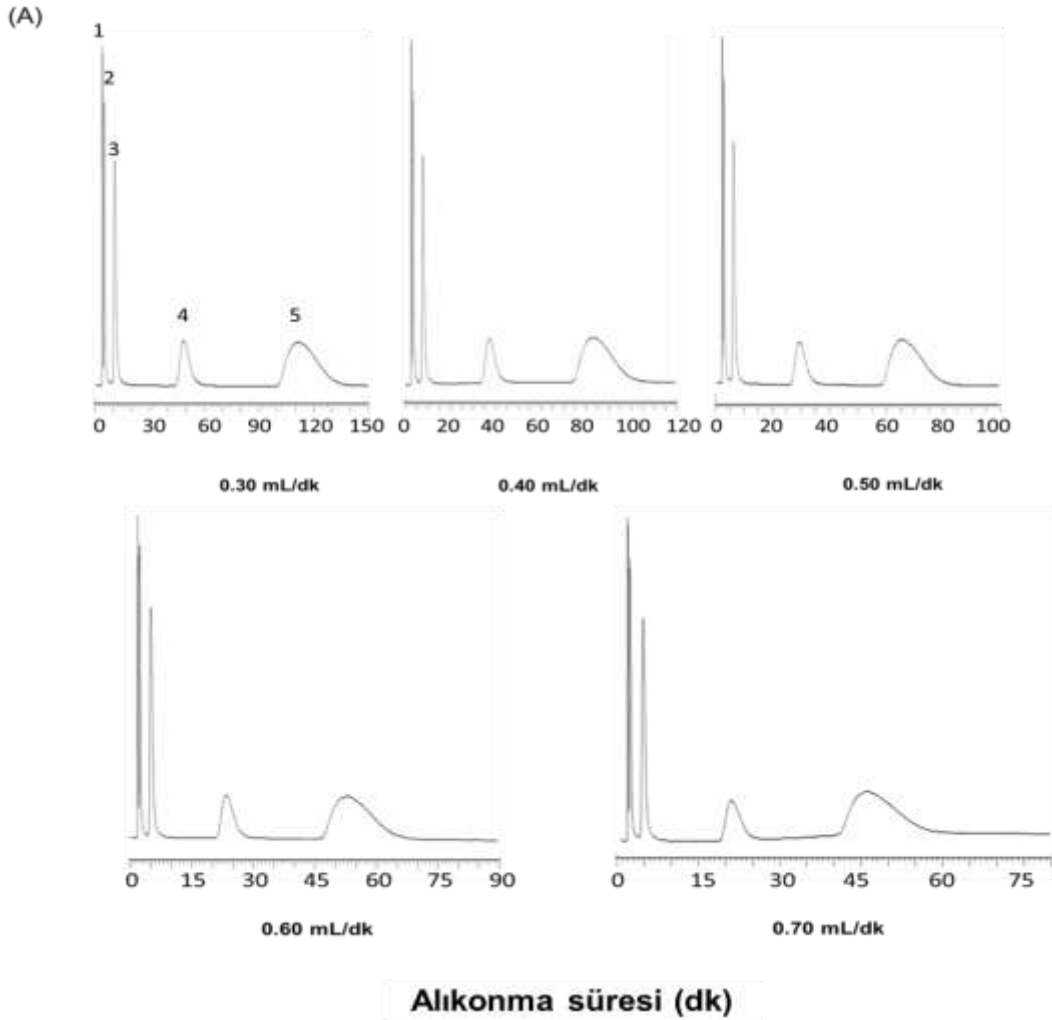 (A)
1
2
3
4
5
0 30 60 90 120 150
0 20 40 60 80 100 120
0 20 40 60 80 100
0.30 mL/dk
0.40 mL/dk
0.50 mL/dk
0 15 30 45 60 75 90
0 15 30 45 60 75
0.60 mL/dk
0.70 mL/dk
Alıkonma süresi (dk)